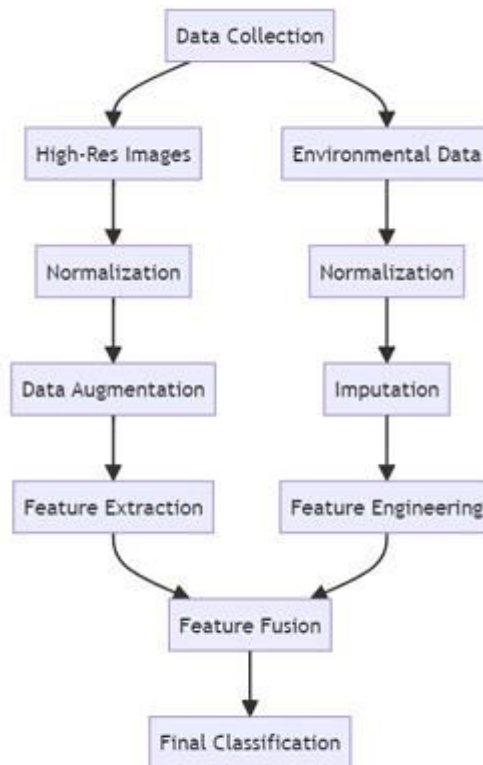 Data Collection
High-Res Images
Environmental Data
Normalization
Normalization
Data Augmentation
Imputation
Feature Extraction
Feature Engineering
Feature Fusion
Final Classification